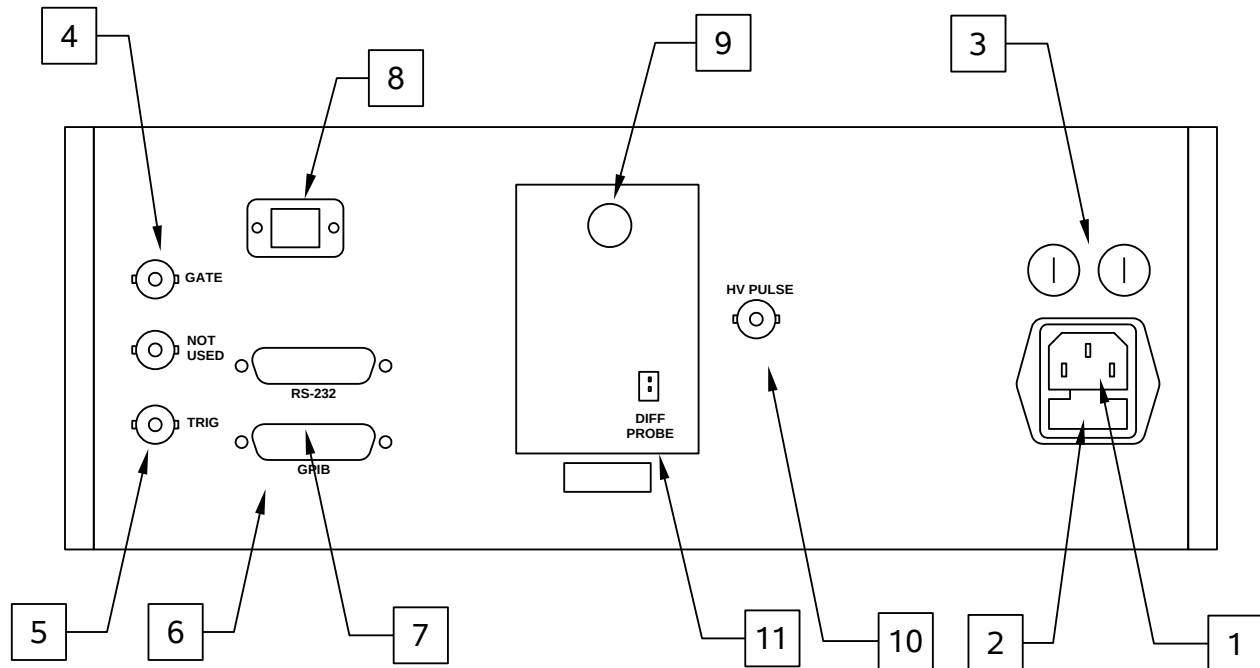 4
9
3
8
GATE
HV PULSE
NOT
USED
RS-232
TRIG
DIFF
PROBE
GPIB
5
6
7
11
10
2
1